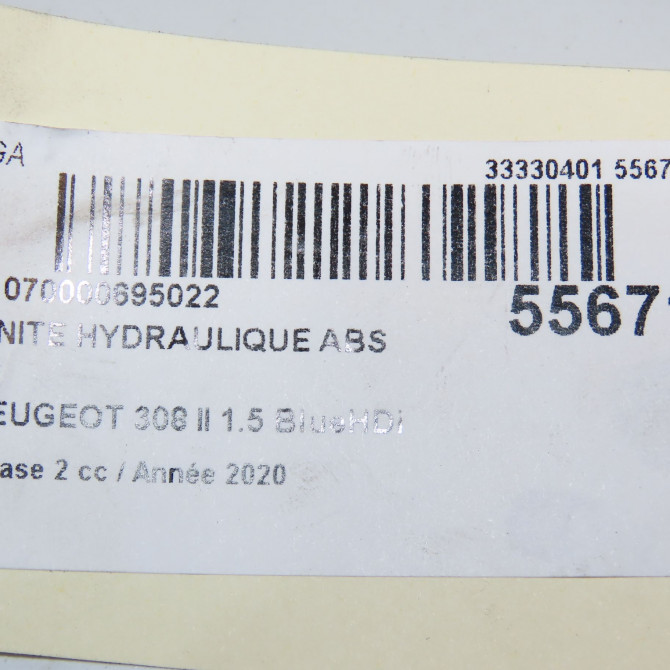 GA
33330401 5567
070000695022
5567
NITE HYDRAULIQUE ABS
EUGEOT 308 II 1.5 BlueHDi
ase 2 cc / Année 2020